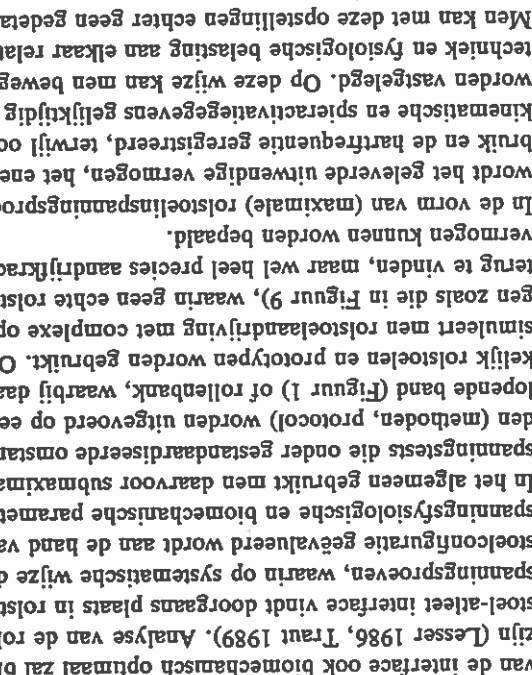 van de interface ook biomechanisch optimaal zal bl
zijn (Lesser 1986, Traut 1989). Analyse van de rol
stoel-atleet interface vindt doorgaans plaats in rolst
spanningsproeven, waarin op systematische wijze d
stoelconfiguratie geëvalueerd wordt aan de hand va
spanningsfysiologische en biomechanische paramet
In het algemeen gebruikt men daarvoor submaxima
spanningstests die onder gestandaardiseerde omstan
den (methoden, protocol) worden uitgevoerd op ee
lopende band (Figuur 1) of rollenbank, waarbij daa
kelijk rolstoelen en prototypen worden gebruikt. O
simuleert men rolstoelaandrijving met complexe op
gen zoals die in Figuur 9), waarin geen echte rolst
terug te vinden, maar wel heel precies aandrijfkrac
vermogen kunnen worden bepaald.
In de vorm van (maximale) rolstoelinspanningsproe
wordt het geleverde uitwendige vermogen, het ene
bruik en de hartfrequentie geregistreerd, terwijl oo
kinematische en spieractivatiegegevens gelijktijdig
worden vastgelegd. Op deze wijze kan men beweg
techniek en fysiologische belasting aan elkaar relat
Men kan met deze opstellingen echter geen gedeta